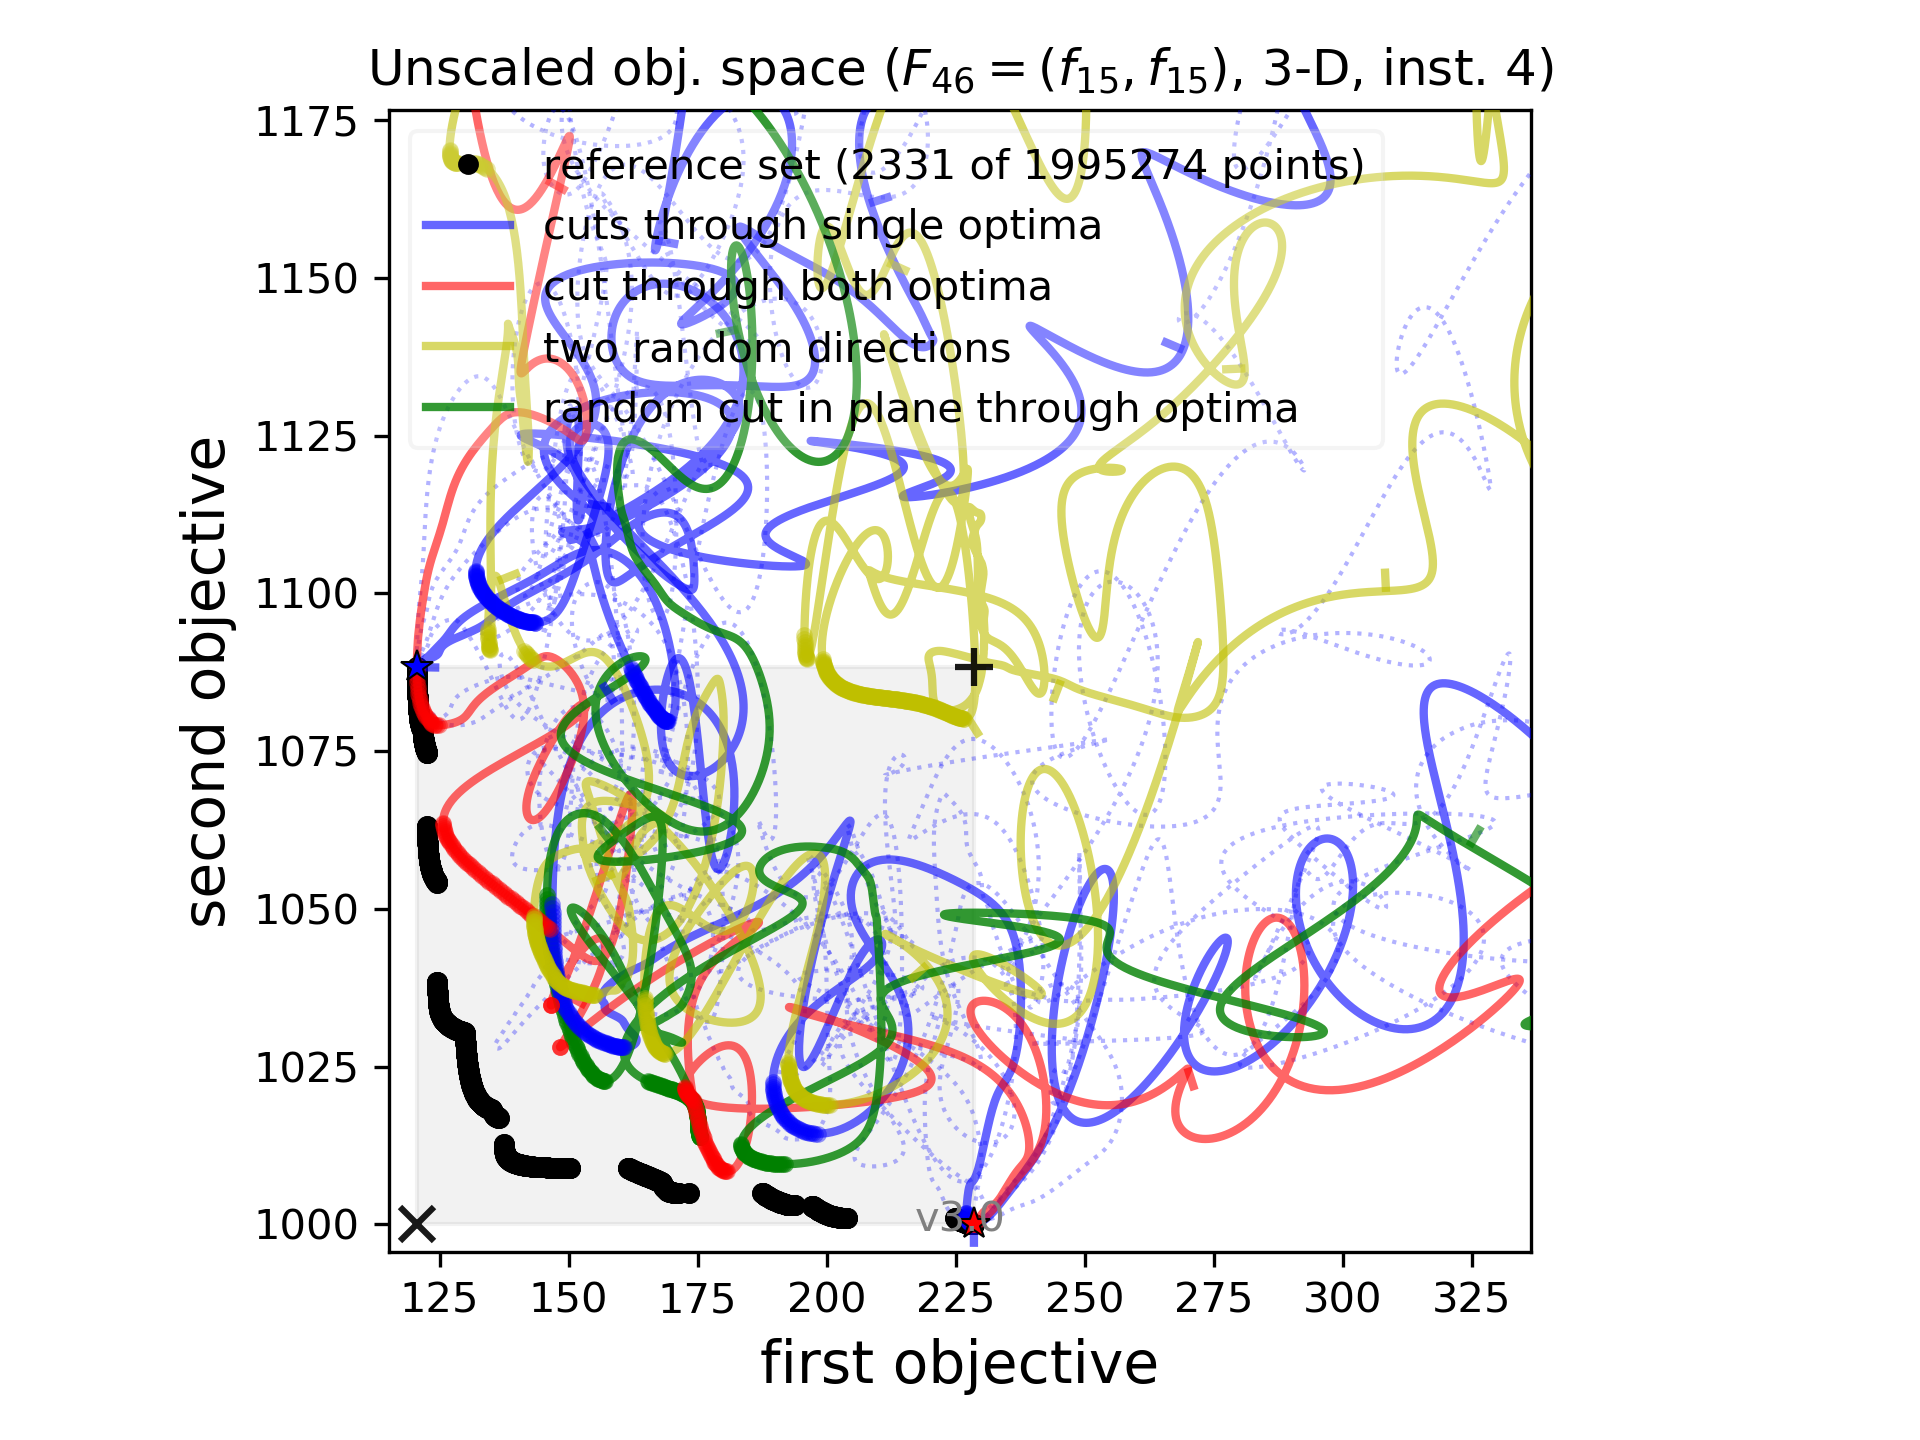 Unscaled obj. space (F46 = (f15, f15), 3-D, inst. 4)
1175
1150
1125
1100
1075
1050
1025
1000
second objective
reference set (2331 of 1995274 points)
cuts through single optima
cut through both optima
two random directions
random cut in plane through optima
v3.0
125 150 175 200 225 250 275 300 325
first objective